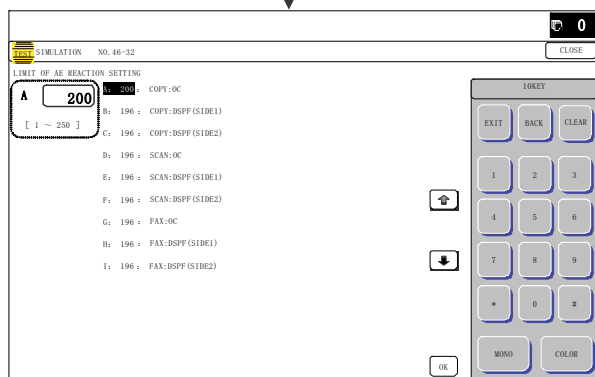 0
TEST SIMULATION NO.46-32
CLOSE
LIMIT OF AE REACTION SETTING
A 200
[ 1 ~ 250 ]
A: 200: COPY:OC
B: 196: COPY:DSPF(SIDE1)
C: 196: COPY:DSPF(SIDE2)
D: 196: SCAN:OC
E: 196: SCAN:DSPF(SIDE1)
F: 196: SCAN:DSPF(SIDE2)
G: 196: FAX:OC
H: 196: FAX:DSPF(SIDE1)
I: 196: FAX:DSPF(SIDE2)
OK
10KEY
EXIT BACK CLEAR
1 2 3
4 5 6
7 8 9
* 0 #
MONO COLOR